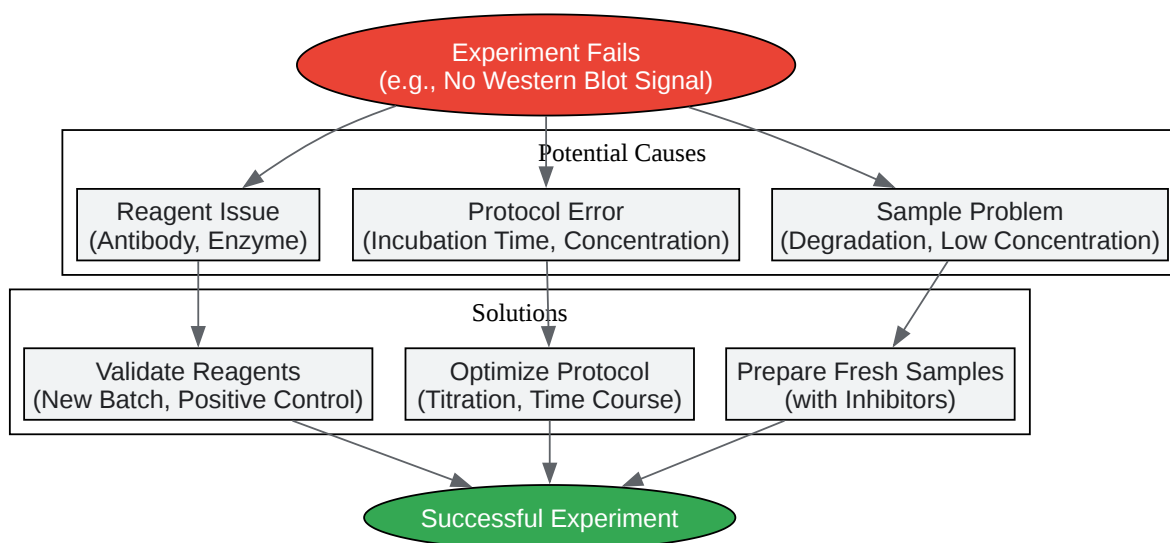 Experiment Fails
(e.g., No Western Blot Signal)
Potential Causes
Reagent Issue
(Antibody, Enzyme)
Protocol Error
(Incubation Time, Concentration)
Sample Problem
(Degradation, Low Concentration)
Solutions
Validate Reagents
(New Batch, Positive Control)
Optimize Protocol
(Titration, Time Course)
Prepare Fresh Samples
(with Inhibitors)
Successful Experiment